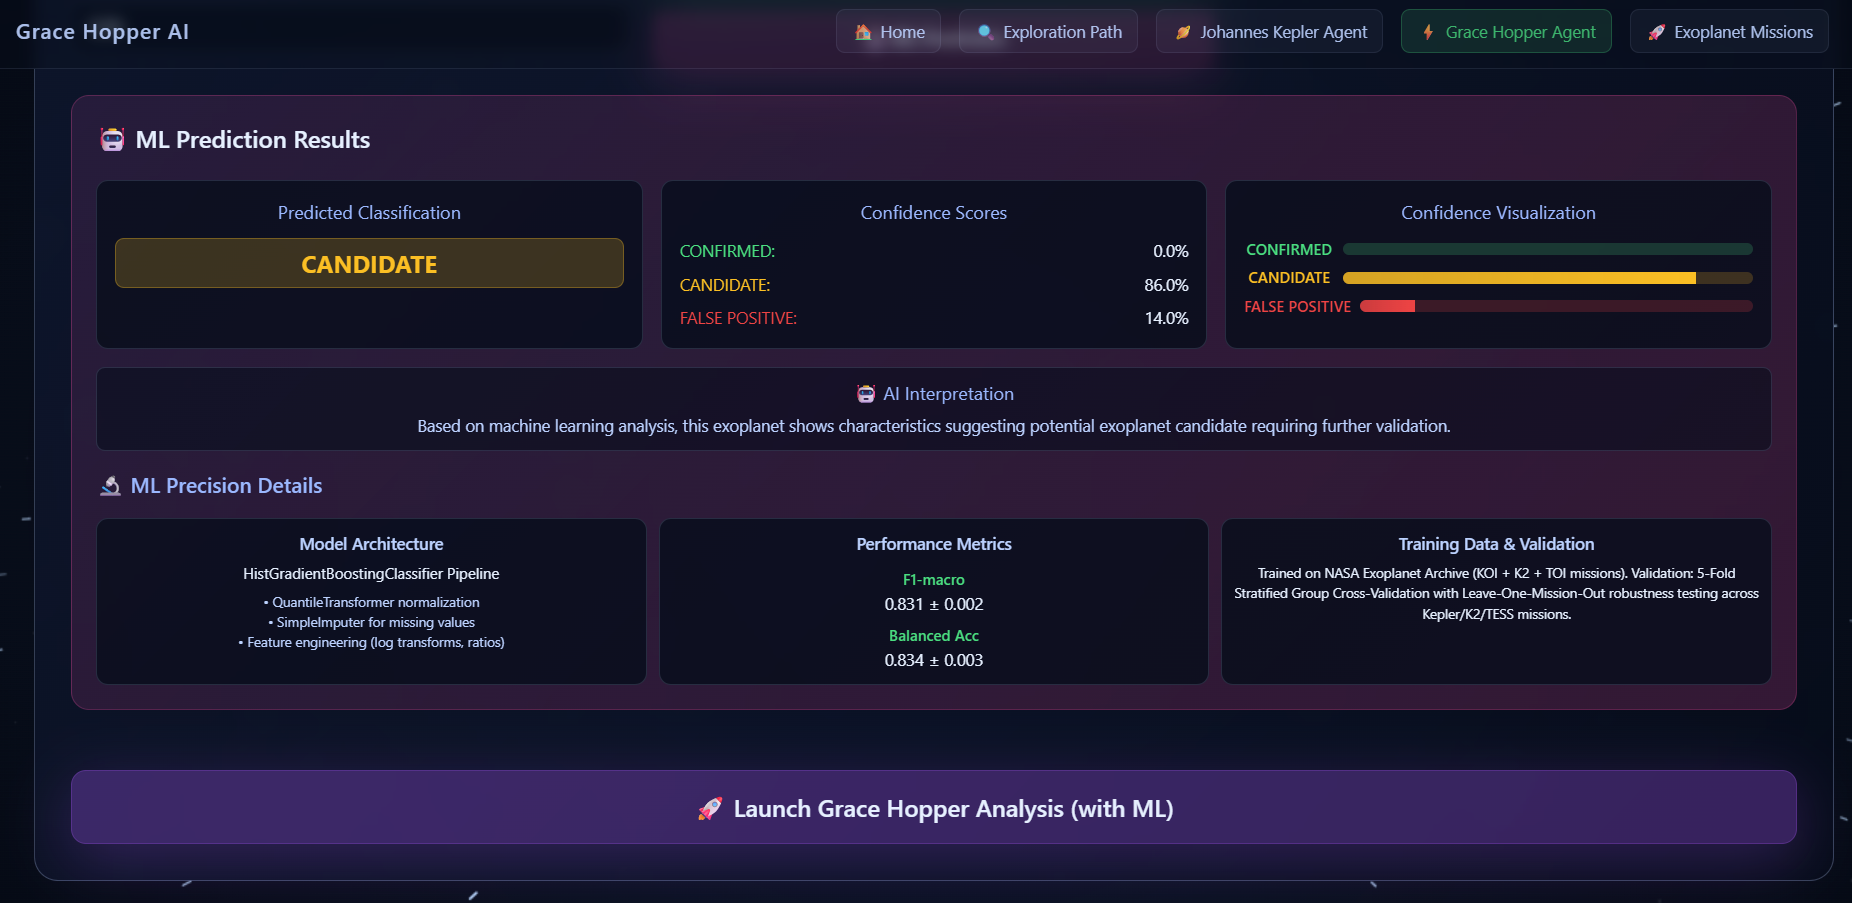 Grace Hopper AI
Home
Exploration Path
Johannes Kepler Agent
Grace Hopper Agent
Exoplanet Missions
ML Prediction Results
Predicted Classification
CANDIDATE
Confidence Scores
CONFIRMED: 0.0%
CANDIDATE: 86.0%
FALSE POSITIVE: 14.0%
Confidence Visualization
CONFIRMED
CANDIDATE
FALSE POSITIVE
AI Interpretation
Based on machine learning analysis, this exoplanet shows characteristics suggesting potential exoplanet candidate requiring further validation.
ML Precision Details
Model Architecture
HistGradientBoostingClassifier Pipeline
• QuantileTransformer normalization
• SimpleImputer for missing values
• Feature engineering (log transforms, ratios)
Performance Metrics
F1-macro
0.831 ± 0.002
Balanced Acc
0.834 ± 0.003
Training Data & Validation
Trained on NASA Exoplanet Archive (KOI + K2 + TOI missions). Validation: 5-Fold
Stratified Group Cross-Validation with Leave-One-Mission-Out robustness testing across
Kepler/K2/TESS missions.
Launch Grace Hopper Analysis (with ML)